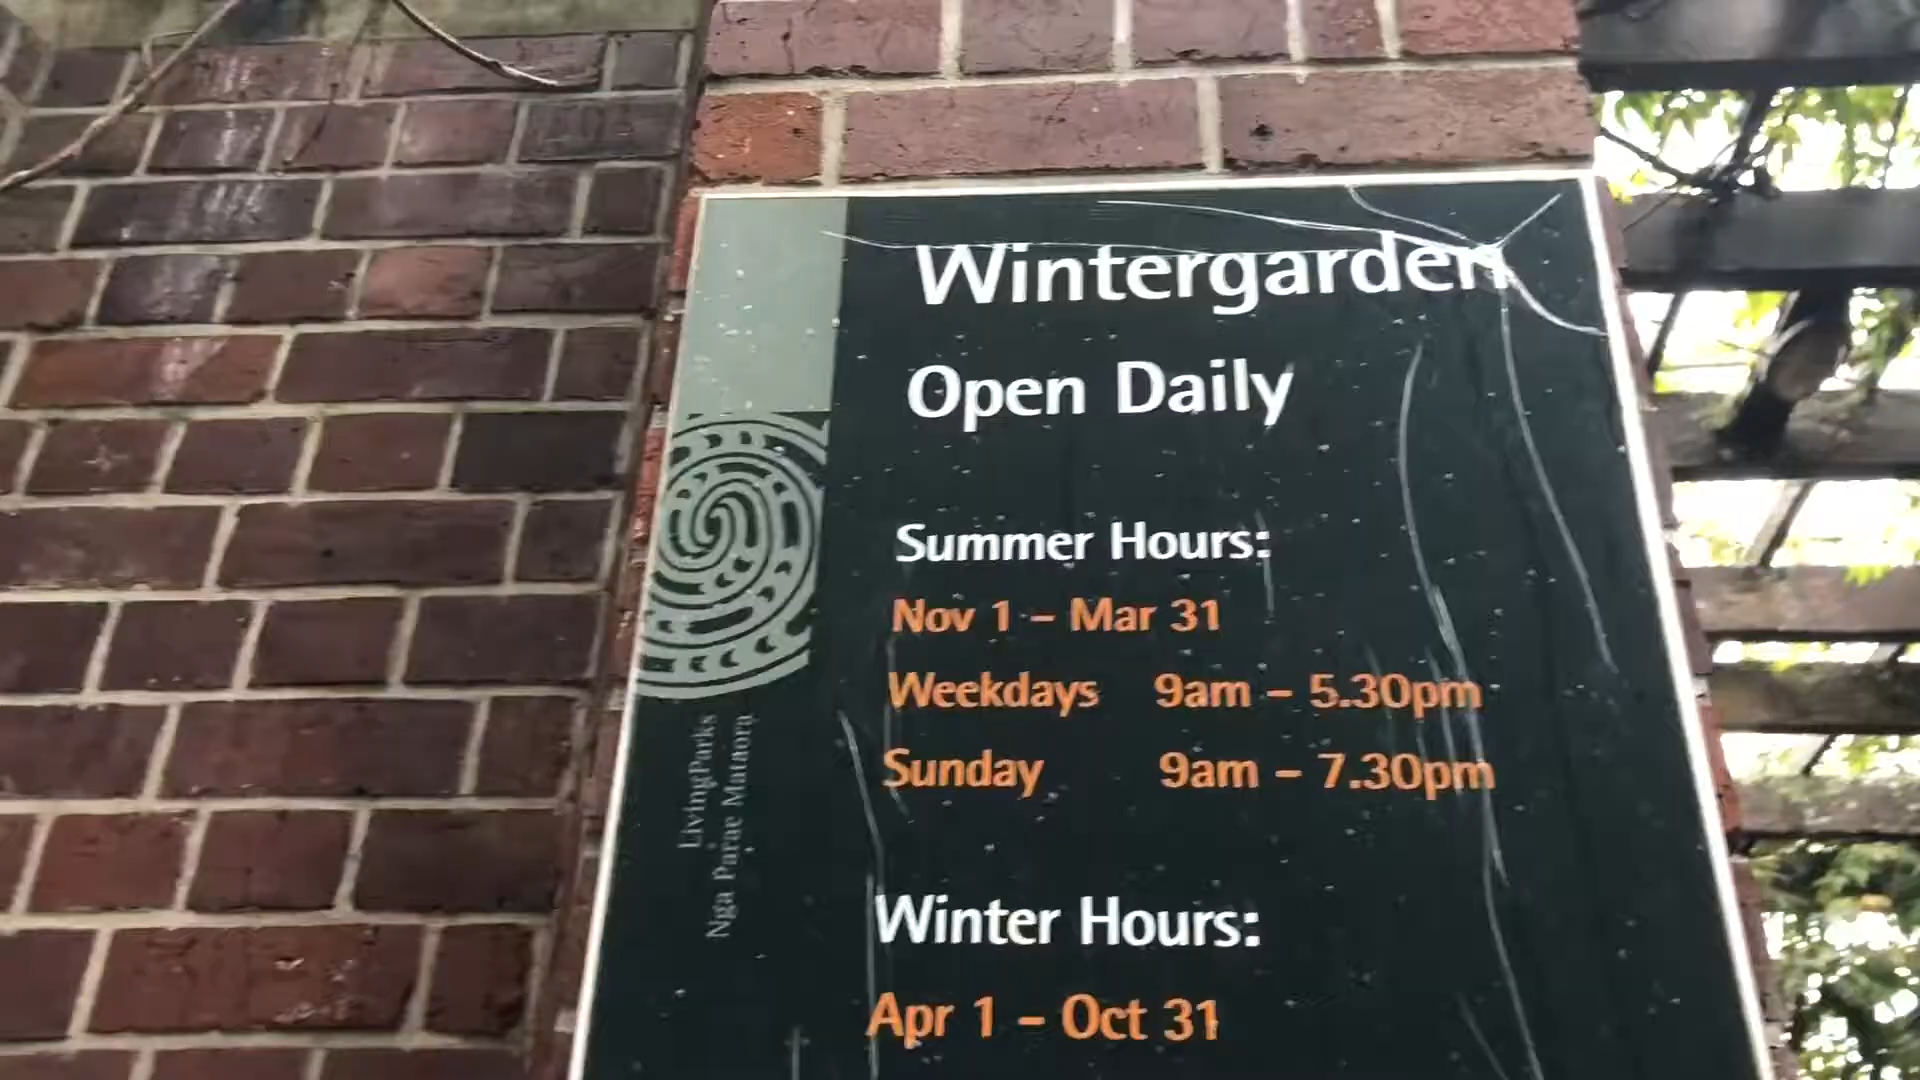 Wintergarden
Open Daily
Summer Hours:
Nov 1 – Mar 31
Weekdays 9am – 5.30pm
Sunday 9am – 7.30pm
Winter Hours:
Apr 1 – Oct 31
LivingParks
Nga Parae Mataora